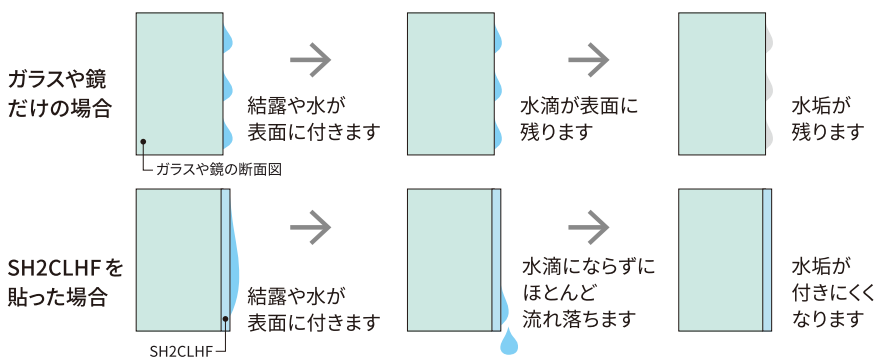 ガラスや鏡
だけの場合
結露や水が
表面に付きます
水滴が表面に
残ります
水垢が
残ります
ガラスや鏡の断面図
SH2CLHFを
貼った場合
結露や水が
表面に付きます
水滴にならずに
ほとんど
流れ落ちます
水垢が
付きにくく
なります
SH2CLHF